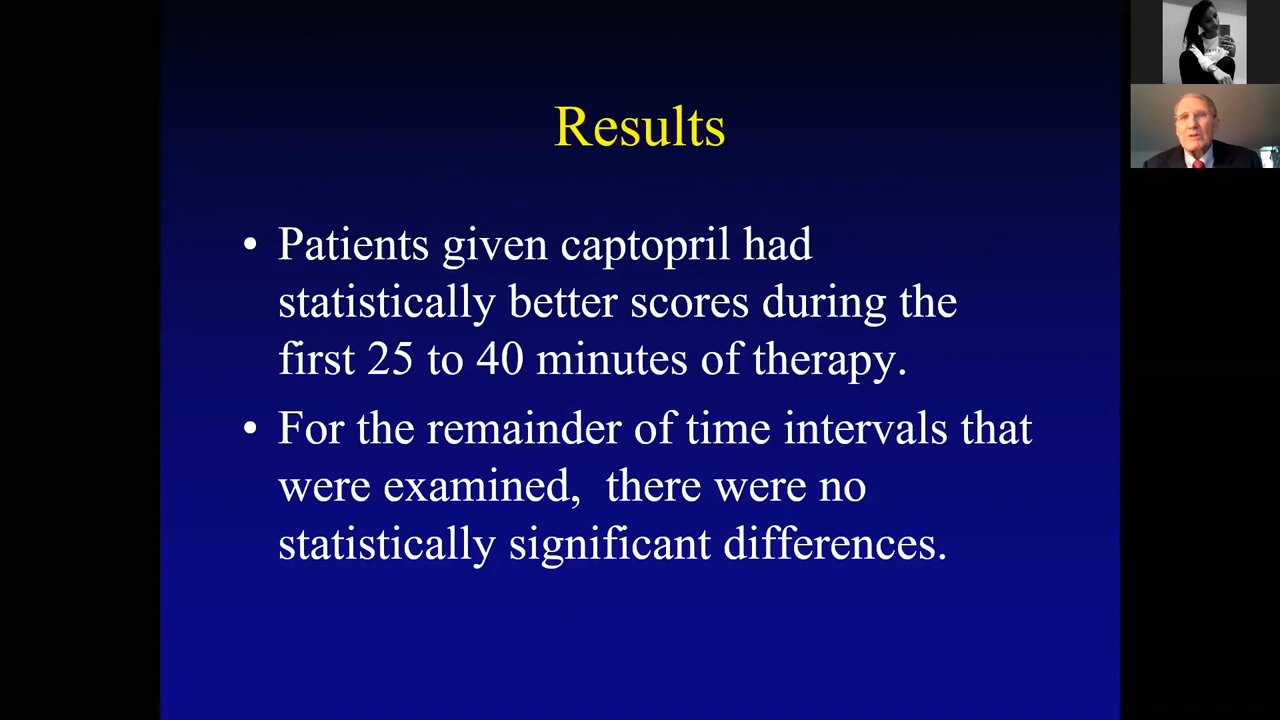 Results
• Patients given captopril had
statistically better scores during the
first 25 to 40 minutes of therapy.
• For the remainder of time intervals that
were examined,  there were no
statistically significant differences.